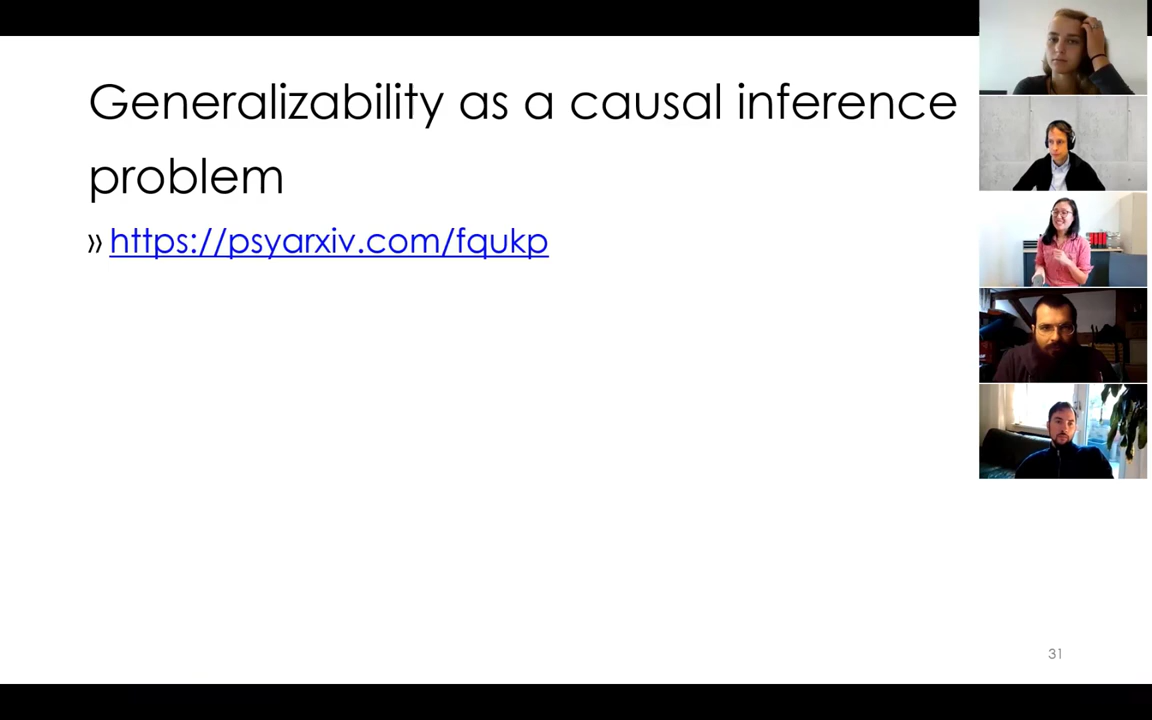 Generalizability as a causal inference
problem
» https://psyarxiv.com/fqukp
31